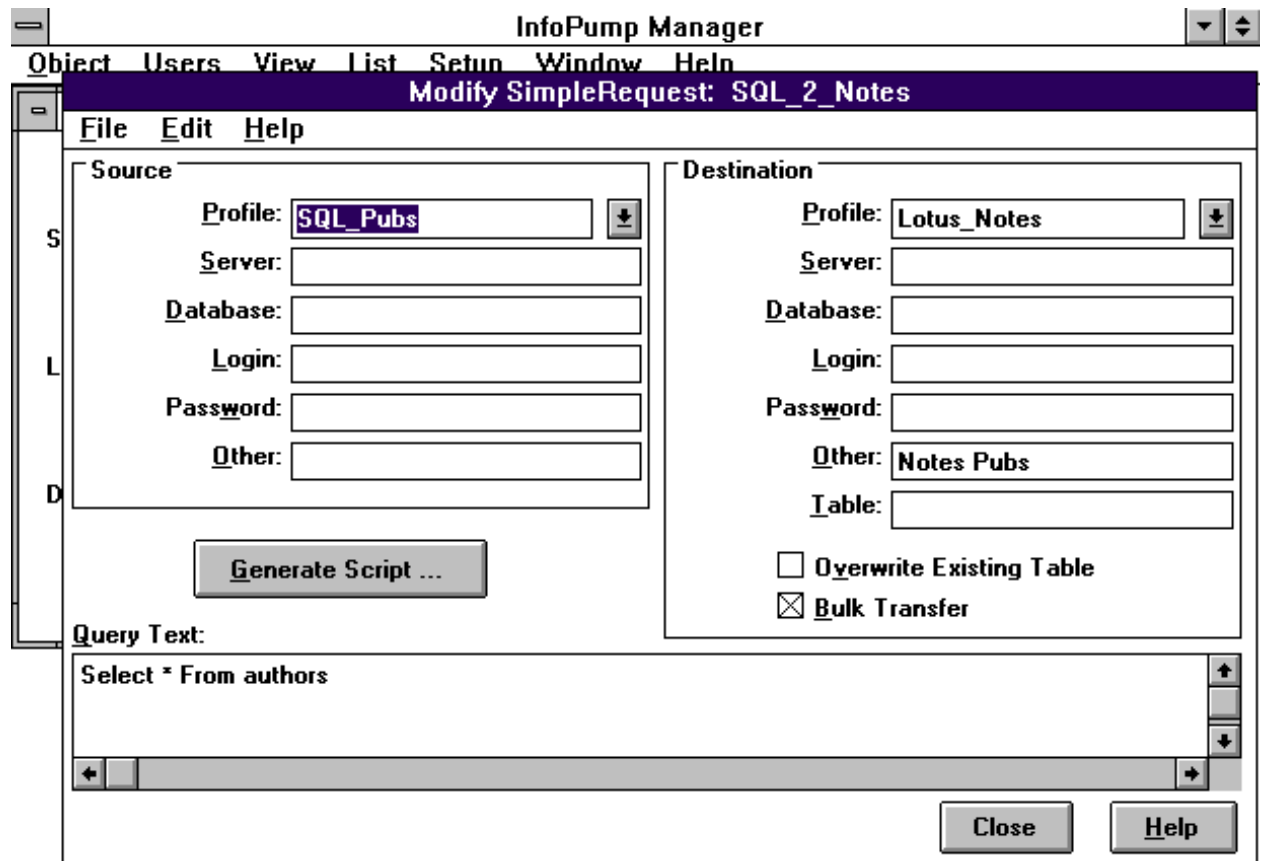 InfoPump Manager
Object Users View List Setup Window Help
Modify SimpleRequest: SQL_2_Notes
File Edit Help
Source
Profile: SQL_Pubs
Server:
Database:
Login:
Password:
Other:
Generate Script ...
Destination
Profile: Lotus_Notes
Server:
Database:
Login:
Password:
Other: Notes Pubs
Table:
Overwrite Existing Table
Bulk Transfer
S
L
D
Query Text:
Select * From authors
Close Help